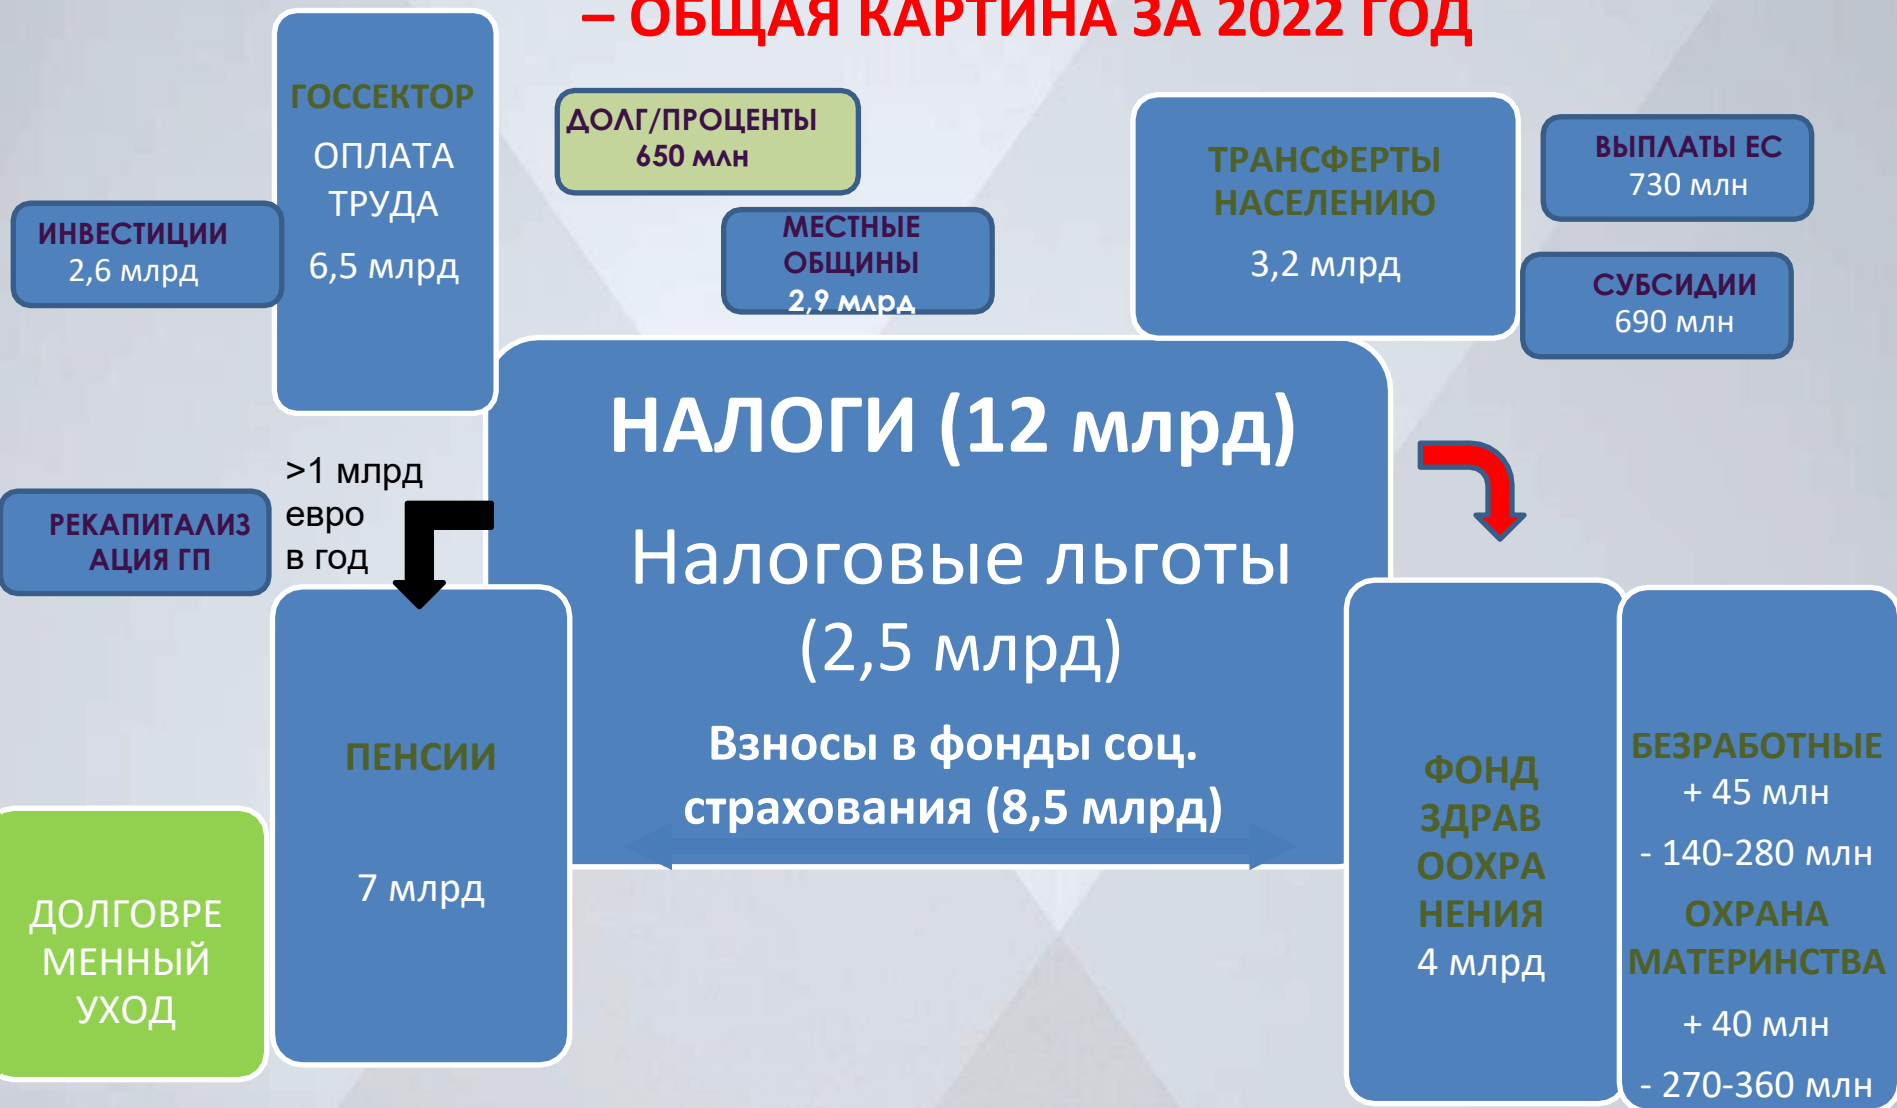 – ОБЩАЯ КАРТИНА ЗА 2022 ГОД
ГОССЕКТОР
ОПЛАТА
ТРУДА
6,5 млрд
ДОЛГ/ПРОЦЕНТЫ
650 млн
ТРАНСФЕРТЫ
НАСЕЛЕНИЮ
3,2 млрд
ВЫПЛАТЫ ЕС
730 млн
ИНВЕСТИЦИИ
2,6 млрд
МЕСТНЫЕ
ОБЩИНЫ
2,9 млрд
СУБСИДИИ
690 млн
НАЛОГИ (12 млрд)
Налоговые льготы
(2,5 млрд)
Взносы в фонды соц.
страхования (8,5 млрд)
>1 млрд
евро
в год
РЕКАПИТАЛИЗ
АЦИЯ ГП
ПЕНСИИ
7 млрд
ДОЛГОВРЕ
МЕННЫЙ
УХОД
ФОНД
ЗДРАВ
ООХРА
НЕНИЯ
4 млрд
БЕЗРАБОТНЫЕ
+ 45 млн
- 140-280 млн
ОХРАНА
МАТЕРИНСТВА
+ 40 млн
- 270-360 млн